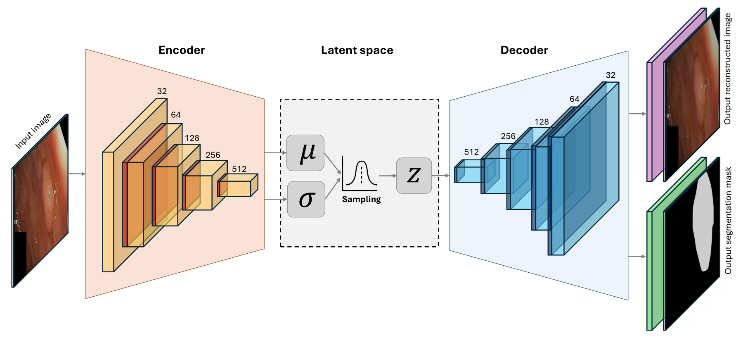 Encoder
Latent space
Decoder
Input image
32
64
128
256
512
μ
σ
Sampling
z
512
256
128
64
32
Output reconstructed image
Output segmentation mask